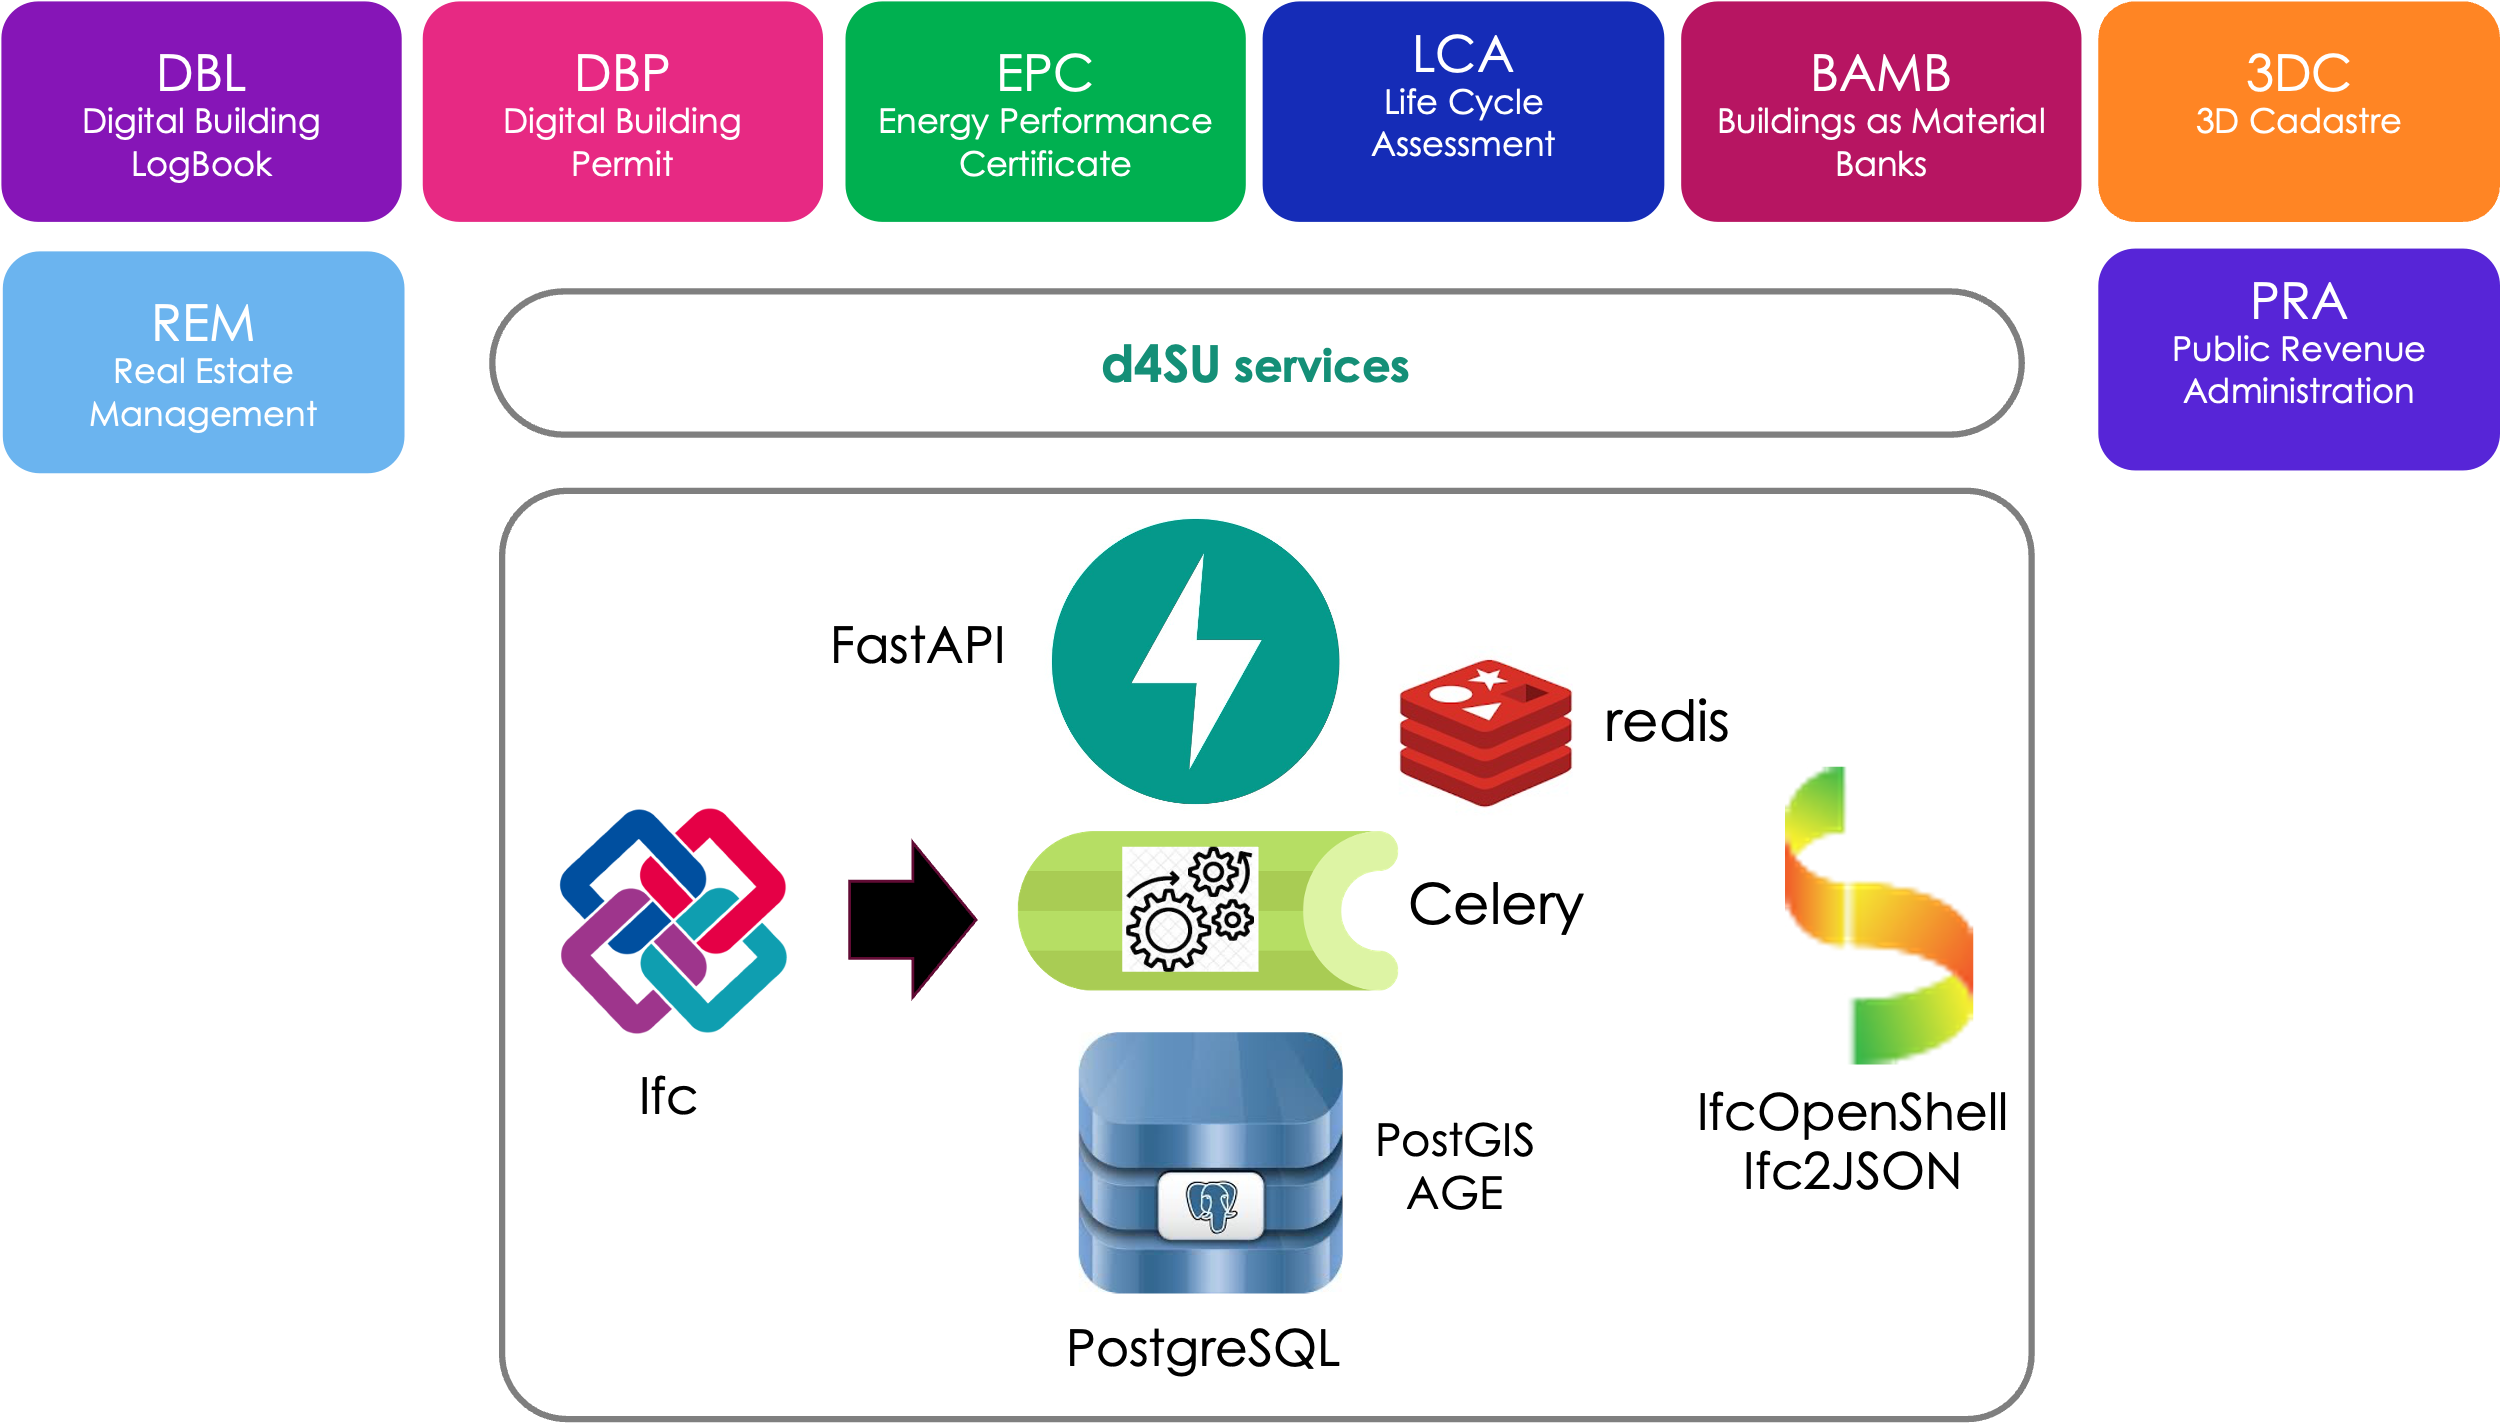 DBL
Digital Building
LogBook
DBP
Digital Building
Permit
EPC
Energy Performance
Certificate
LCA
Life Cycle
Assessment
BAMB
Buildings as Material
Banks
3DC
3D Cadastre
REM
Real Estate
Management
d4SU services
PRA
Public Revenue
Administration
FastAPI
redis
Celery
Ifc
PostGIS
AGE
IfcOpenShell
Ifc2JSON
PostgreSQL